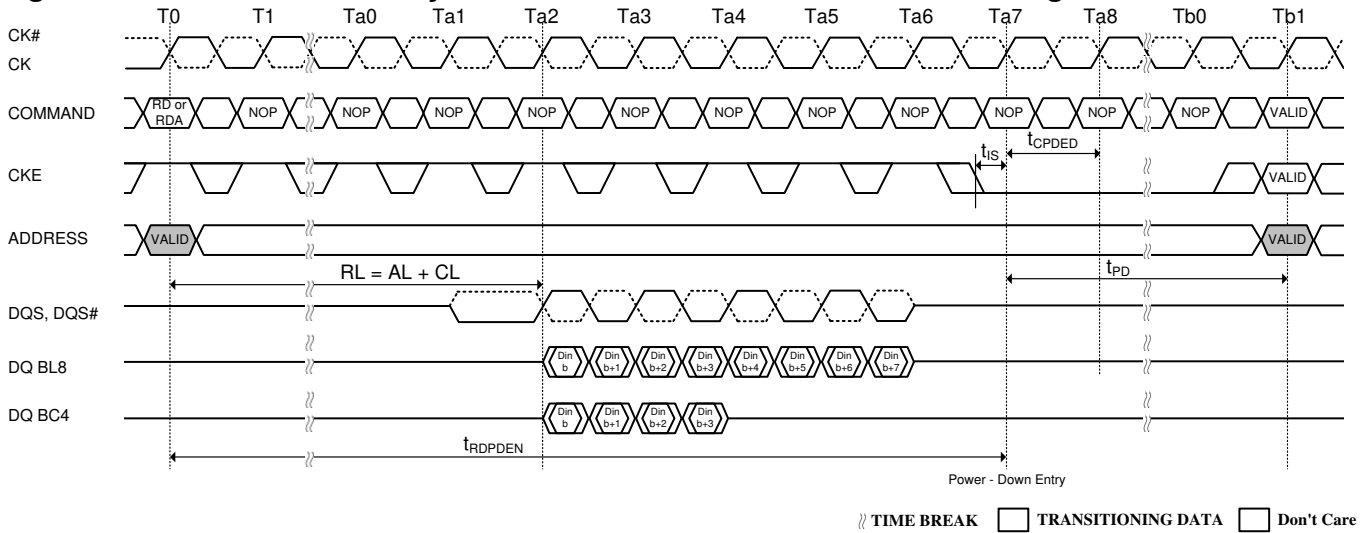 T0 T1 Ta0 Ta1 Ta2 Ta3 Ta4 Ta5 Ta6 Ta7 Ta8 Tb0 Tb1
CK#
CK
COMMAND
RD or
RDA
NOP NOP NOP NOP NOP NOP NOP NOP NOP NOP NOP VALID
tIS
tCPDED
CKE
VALID
ADDRESS
VALID VALID
RL = AL + CL
tPD
DQS, DQS#
DQ BL8
Din Din Din Din Din Din Din Din
b b+1 b+2 b+3 b+4 b+5 b+6 b+7
DQ BC4
Din Din Din Din
b b+1 b+2 b+3
tRDPDEN
Power - Down Entry
TIME BREAK TRANSITIONING DATA Don't Care